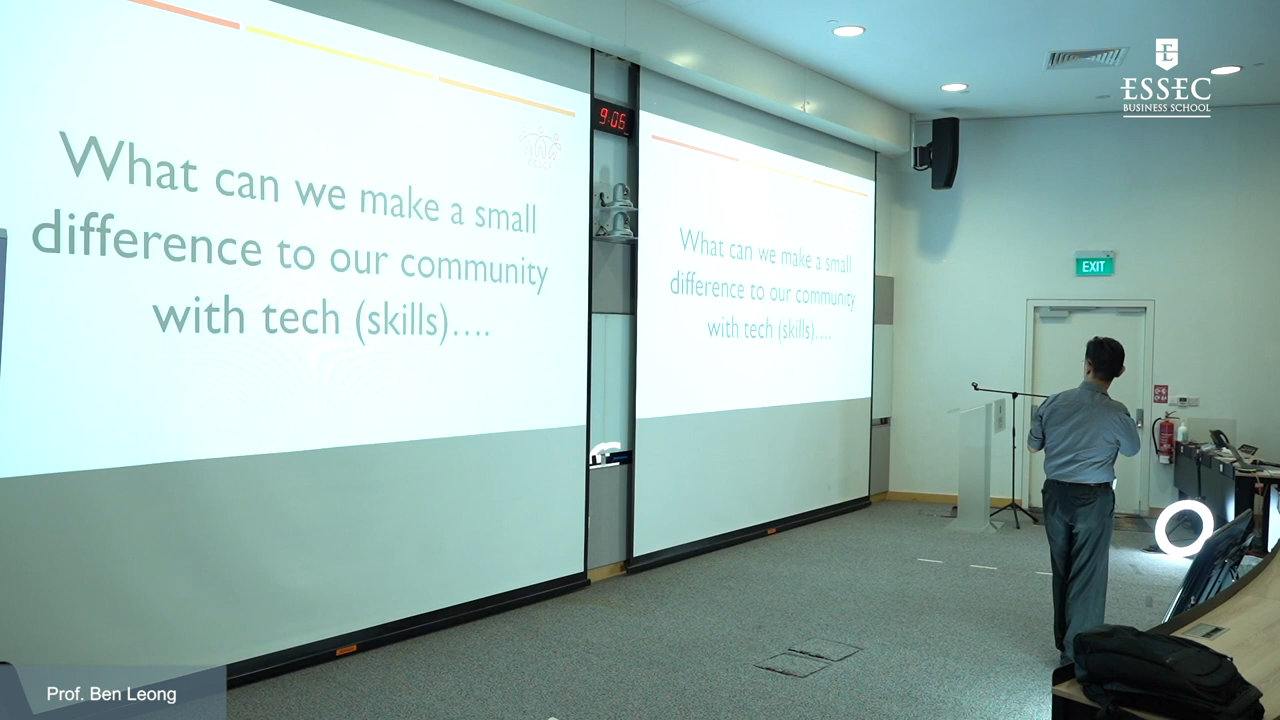 What can we make a small
difference to our community
with tech (skills)....
9:05
What can we make a small
difference to our community
with tech (skills)....
ESSEC
BUSINESS SCHOOL
EXIT
Prof. Ben Leong